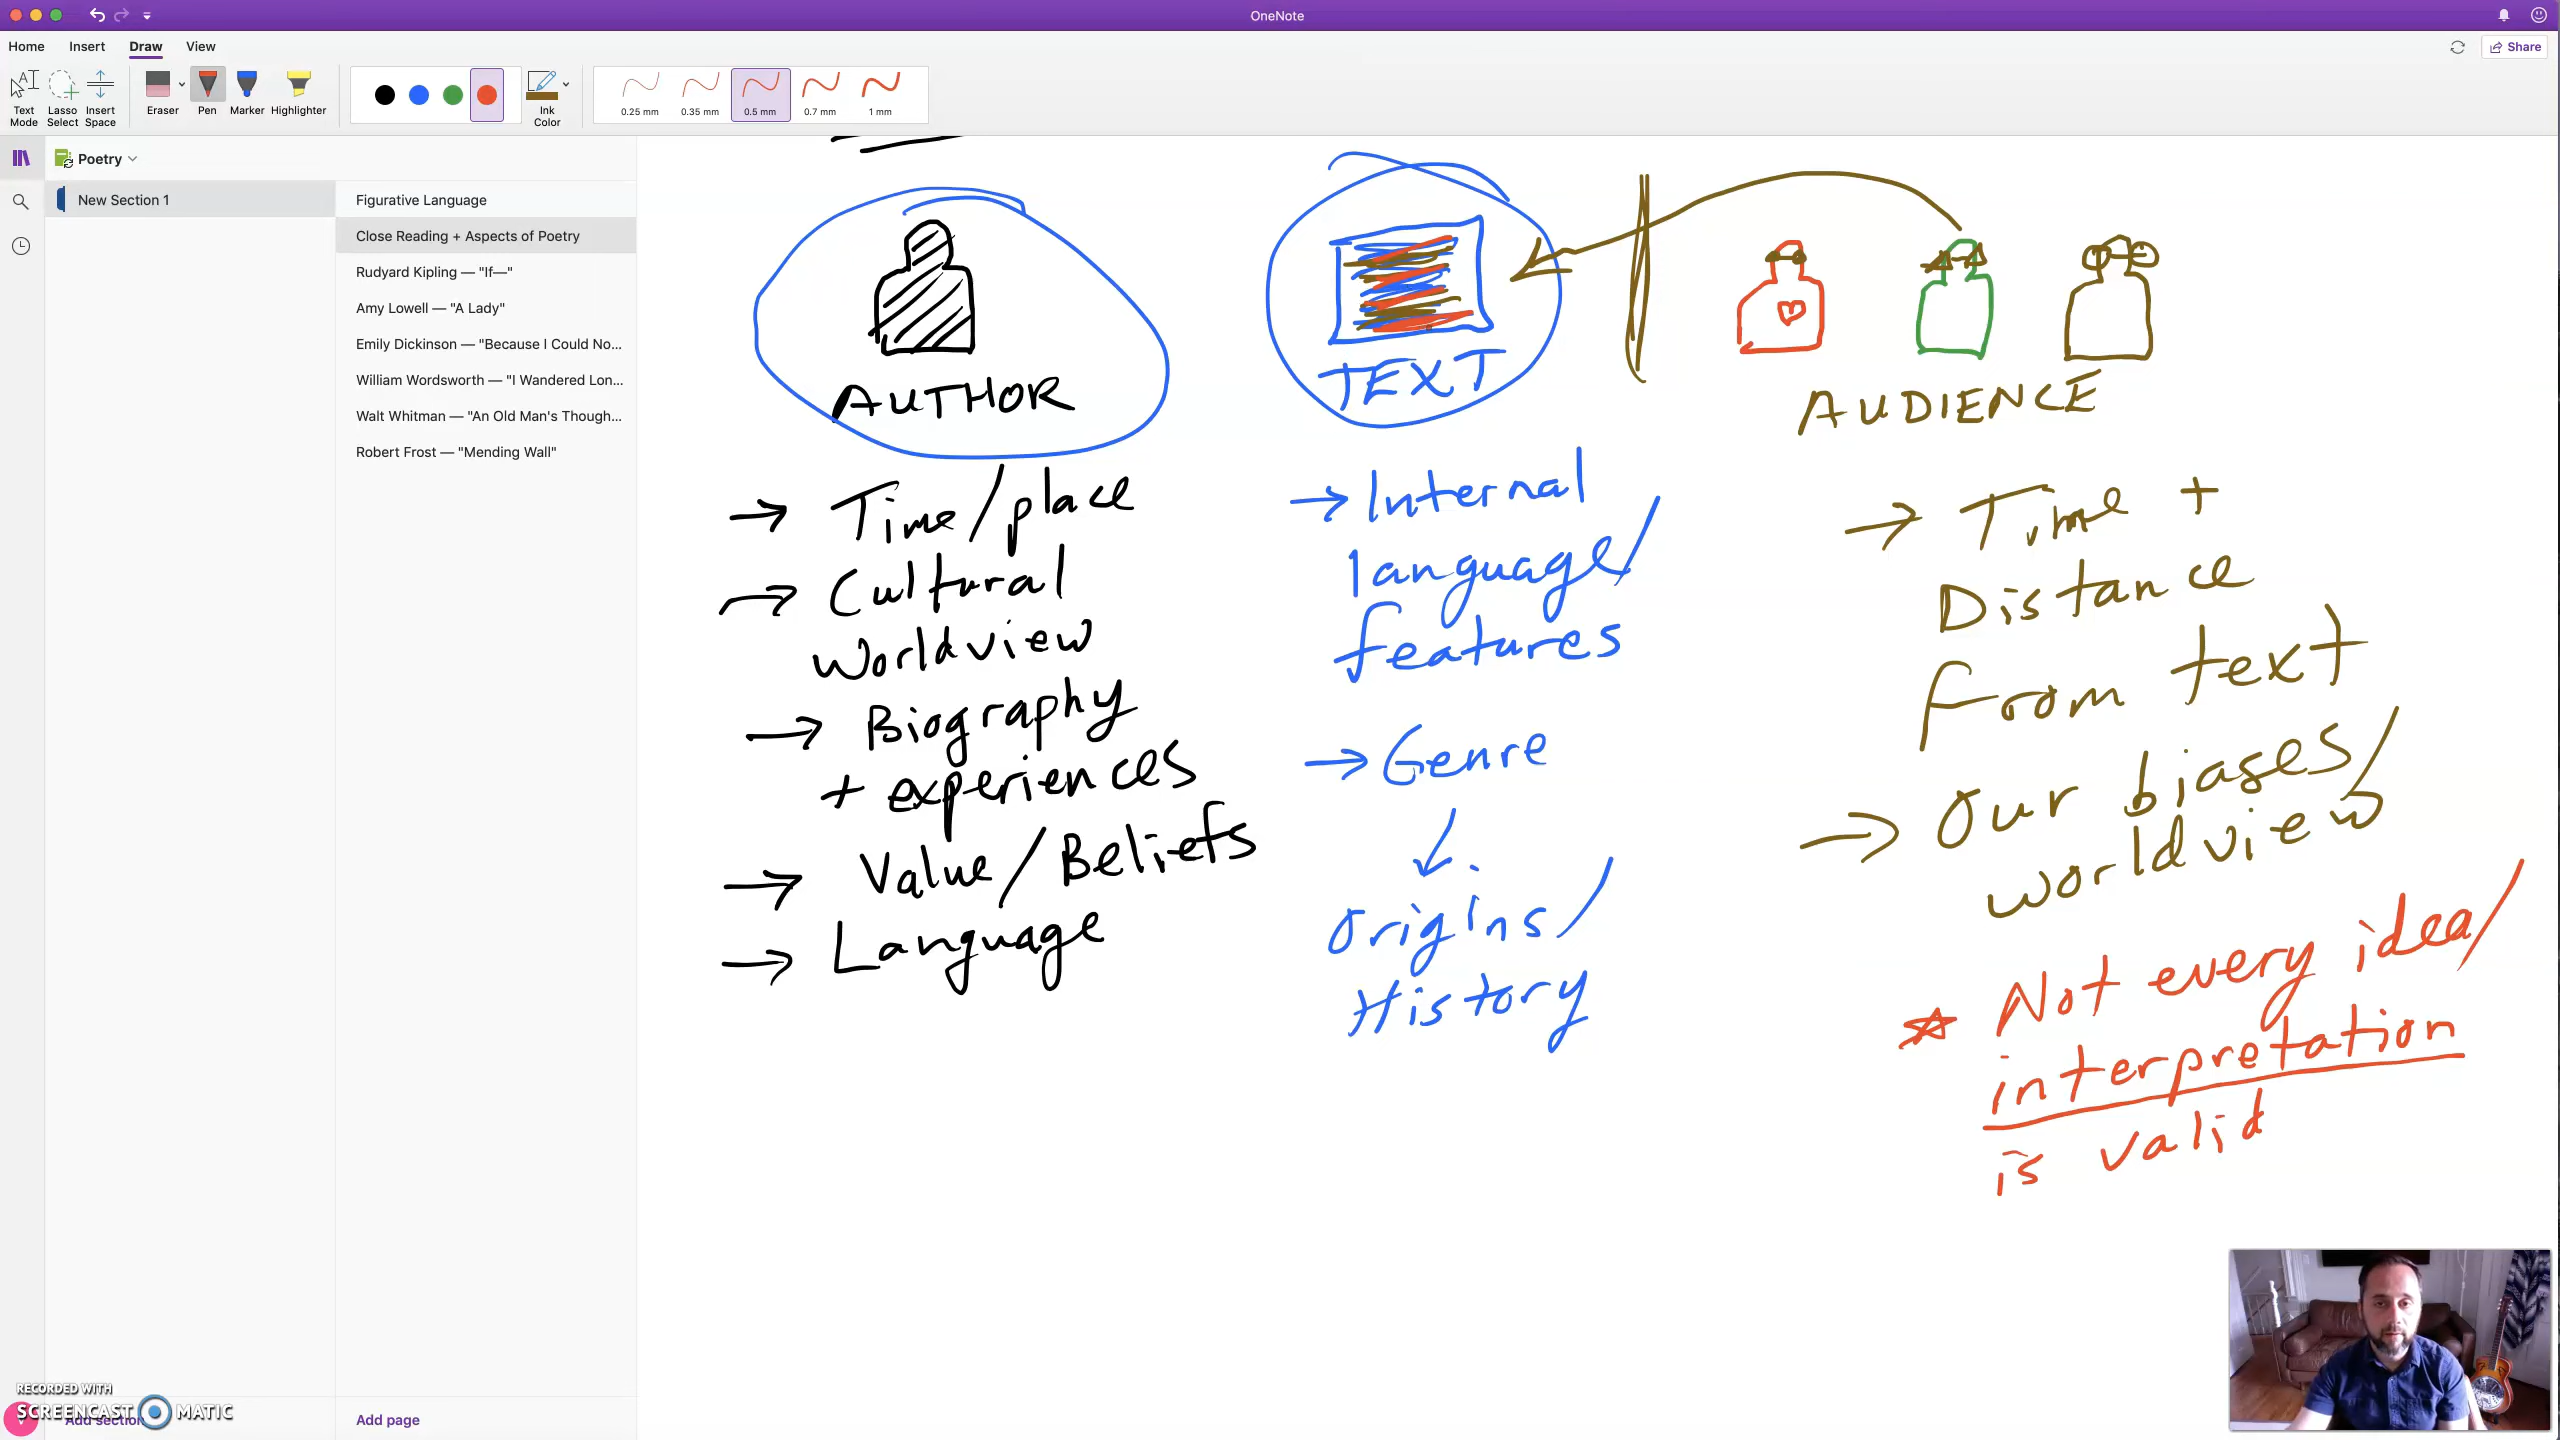 OneNote
Home Insert Draw View
Share
Text Mode
Lasso Select
Insert Space
Eraser
Pen
Marker
Highlighter
Ink Color
0.25 mm
0.35 mm
0.5 mm
0.7 mm
1 mm
Poetry
New Section 1
Figurative Language
Close Reading + Aspects of Poetry
Rudyard Kipling — "If—"
Amy Lowell — "A Lady"
Emily Dickinson — "Because I Could No...
William Wordsworth — "I Wandered Lon...
Walt Whitman — "An Old Man's Though...
Robert Frost — "Mending Wall"
Add section
Add page
AUTHOR
→ Time/place
→ Cultural
Worldview
→ Biography
+ experiences
→ Value/Beliefs
→ Language
TEXT
→ Internal
language/
features
→ Genre
↓
Origins/
History
AUDIENCE
→ Time +
Distance
from text
→ Our biases/
worldview
☆ Not every idea/
interpretation
is valid
RECORDED WITH
SCREENCAST MATIC